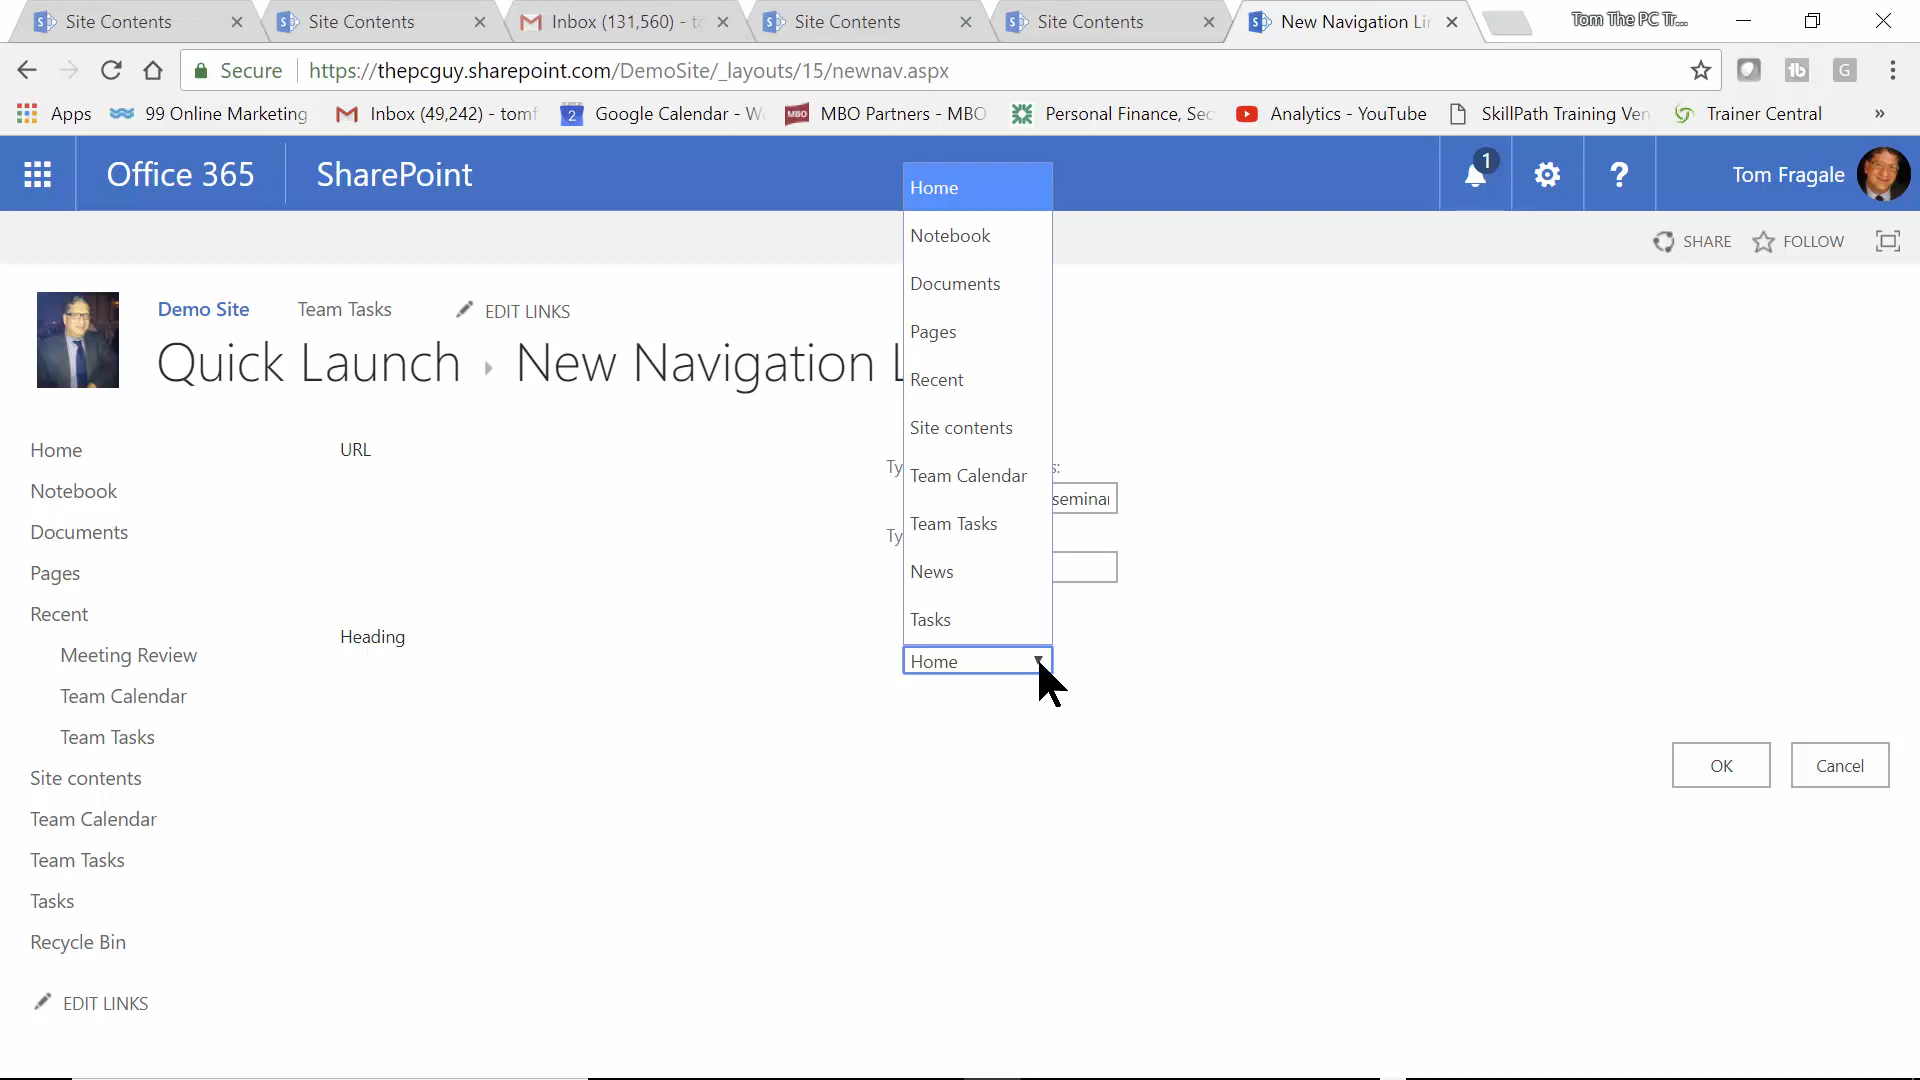 Site Contents
Site Contents
Inbox (131,560) - t
Site Contents
Site Contents
New Navigation Li
Tom The PC Tr...
Secure
https://thepcguy.sharepoint.com/DemoSite/_layouts/15/newnav.aspx
Apps
99 Online Marketing
Inbox (49,242) - tomf
Google Calendar - W
MBO Partners - MBO
Personal Finance, Sec
Analytics - YouTube
SkillPath Training Ven
Trainer Central
»
Office 365
SharePoint
1
?
Tom Fragale
SHARE
FOLLOW
Demo Site
Team Tasks
EDIT LINKS
Quick Launch
New Navigation L
Home
Notebook
Documents
Pages
Recent
Meeting Review
Team Calendar
Team Tasks
Site contents
Team Calendar
Team Tasks
Tasks
Recycle Bin
EDIT LINKS
URL
Heading
Ty
s:
seminar
Ty
Home
Notebook
Documents
Pages
Recent
Site contents
Team Calendar
Team Tasks
News
Tasks
Home
OK
Cancel